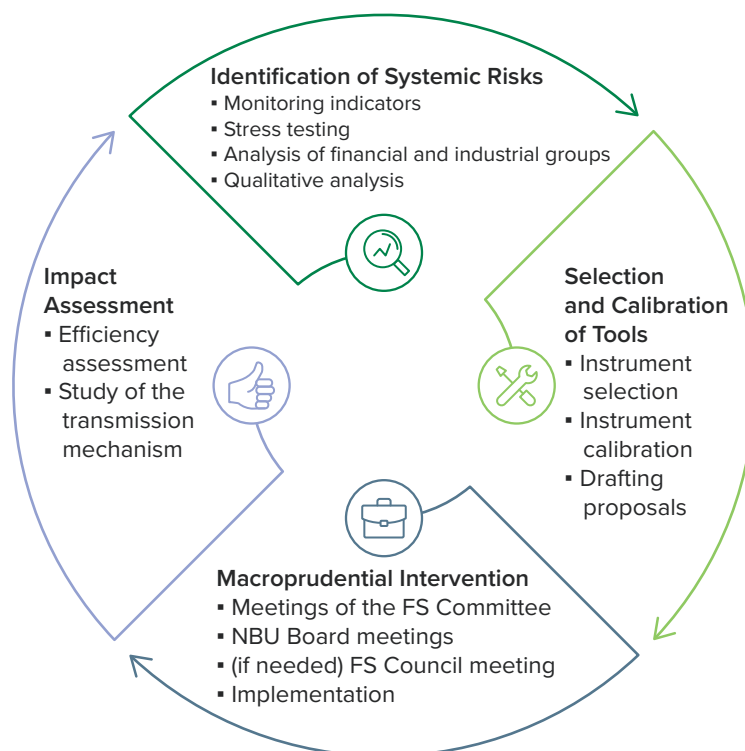 Identification of Systemic Risks
▪ Monitoring indicators
▪ Stress testing
▪ Analysis of financial and industrial groups
▪ Qualitative analysis
Selection
and Calibration
of Tools
▪ Instrument
selection
▪ Instrument
calibration
▪ Drafting
proposals
Macroprudential Intervention
▪ Meetings of the FS Committee
▪ NBU Board meetings
▪ (if needed) FS Council meeting
▪ Implementation
Impact
Assessment
▪ Efficiency
assessment
▪ Study of the
transmission
mechanism